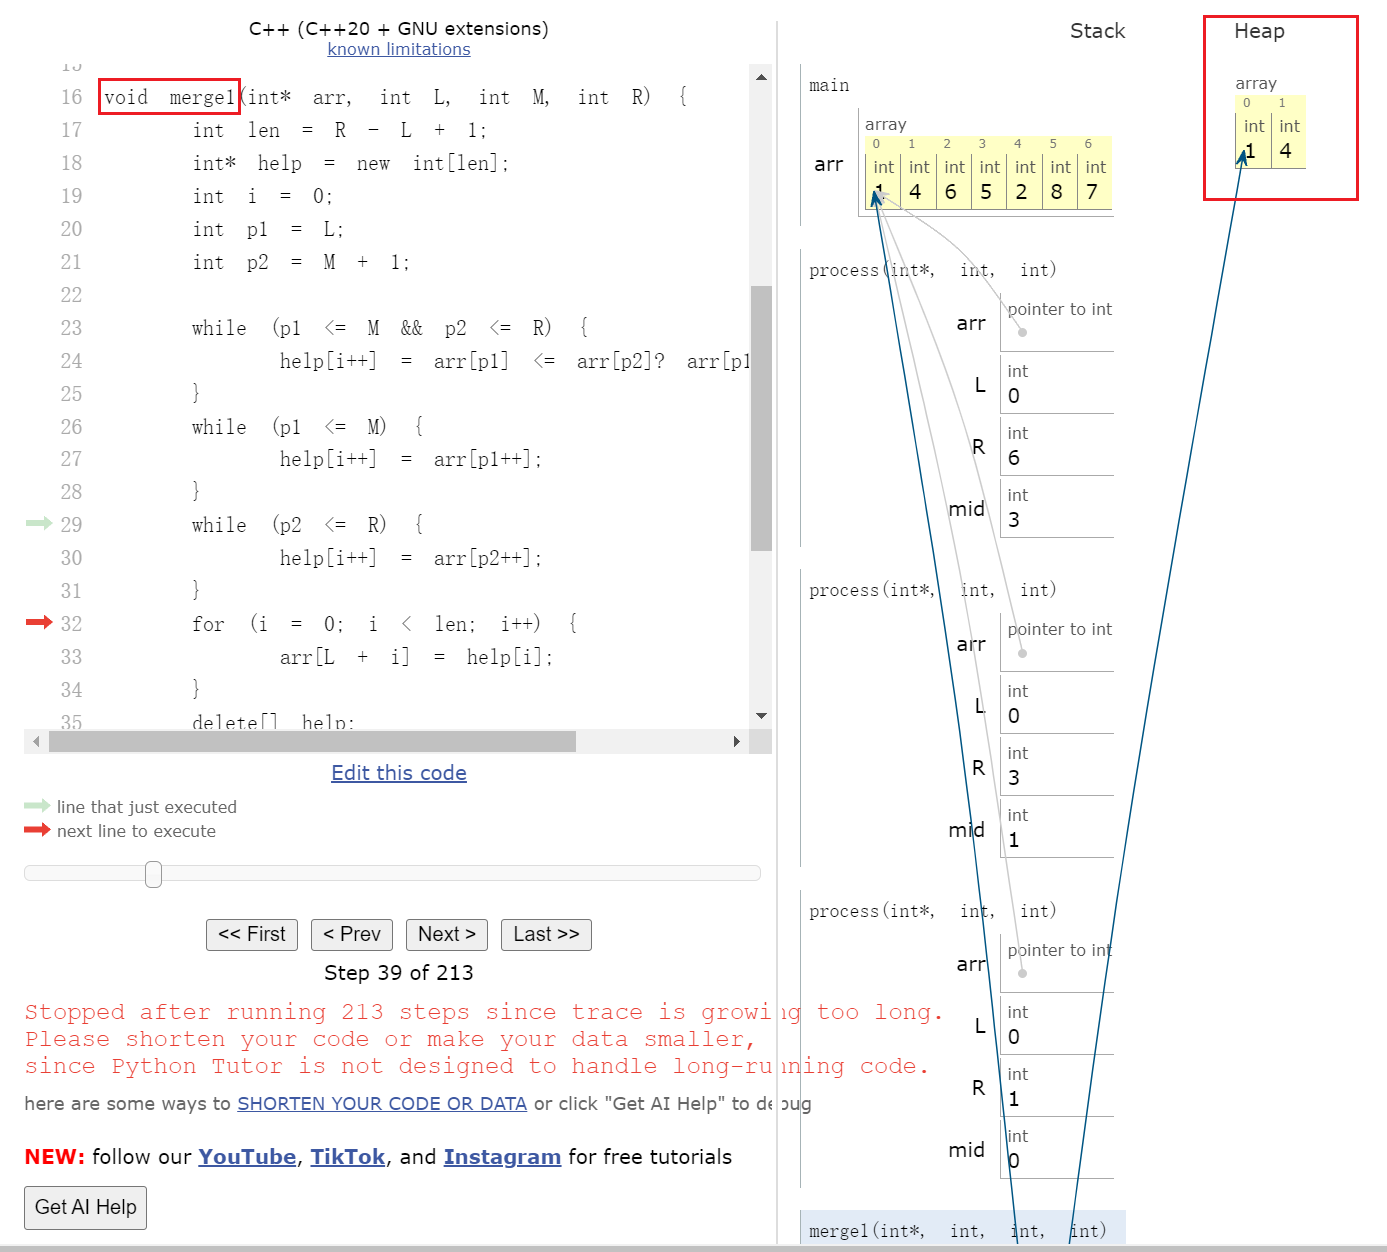 C++ (C++20 + GNU extensions)
known limitations
15
16 void merge1(int* arr, int L, int M, int R) {
17 int len = R - L + 1;
18 int* help = new int[len];
19 int i = 0;
20 int p1 = L;
21 int p2 = M + 1;
22
23 while (p1 <= M && p2 <= R) {
24 help[i++] = arr[p1] <= arr[p2]? arr[p1
25 }
26 while (p1 <= M) {
27 help[i++] = arr[p1++];
28 }
29 while (p2 <= R) {
30 help[i++] = arr[p2++];
31 }
32 for (i = 0; i < len; i++) {
33 arr[L + i] = help[i];
34 }
35 delete[] help;
Edit this code
line that just executed
next line to execute
<< First < Prev Next > Last >>
Step 39 of 213
Stopped after running 213 steps since trace is growing too long.
Please shorten your code or make your data smaller,
since Python Tutor is not designed to handle long-running code.
here are some ways to SHORTEN YOUR CODE OR DATA or click "Get AI Help" to debug
NEW: follow our YouTube, TikTok, and Instagram for free tutorials
Get AI Help
Stack Heap
main
array
0 1 2 3 4 5 6
arr
int int int int int int int
1 4 6 5 2 8 7
array
0 1
int int
1 4
process(int*, int, int)
arr pointer to int
L int
0
R int
6
mid int
3
process(int*, int, int)
arr pointer to int
L int
0
R int
3
mid int
1
process(int*, int, int)
arr pointer to int
L int
0
R int
1
mid int
0
merge1(int*, int, int, int)